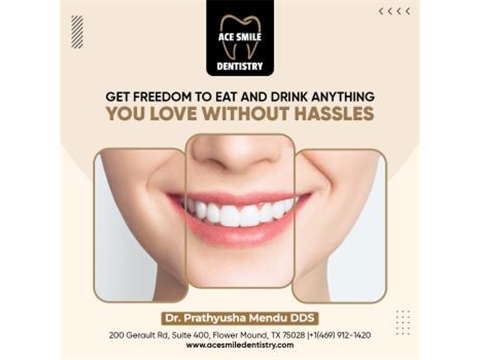 ACE SMILE
DENTISTRY
GET FREEDOM TO EAT AND DRINK ANYTHING
YOU LOVE WITHOUT HASSLES
Dr. Prathyusha Mendu DDS
200 Gerault Rd, Suite 400, Flower Mound, TX 75028 |+1(469) 912-1420
www.acesmiledentistry.com